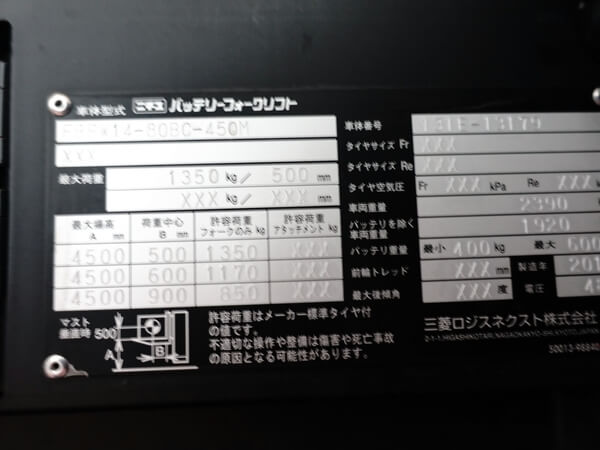 車体型式 ニチユ バッテリーフォークリフト
14-80BC-450M
XXX
最大荷重 1350 kg/ 500 mm
XXX kg/ XXX mm
最大揚高 A mm 荷重中心 B mm 許容荷重 フォークのみ kg 許容荷重 アタッチメント kg
4500 500 1350 XXX
4500 600 1170 XXX
4500 900 850 XXX
マスト垂直時 500
A
B
許容荷重はメーカー標準タイヤ付
の値です。
不適切な操作や整備は傷害や死亡事故
の原因となる可能性があります。
車体番号
タイヤサイズ Fr XXX
タイヤサイズ Re XXX
タイヤ空気圧 Fr XXX kPa Re XXX
車両重量 2390
バッテリを除く車両重量 1920
バッテリ重量 最小 400 kg 最大 600
前輪トレッド XXX mm 製造年 201
最大後傾角 XXX 度 電圧 48
三菱ロジスネクスト株式会社